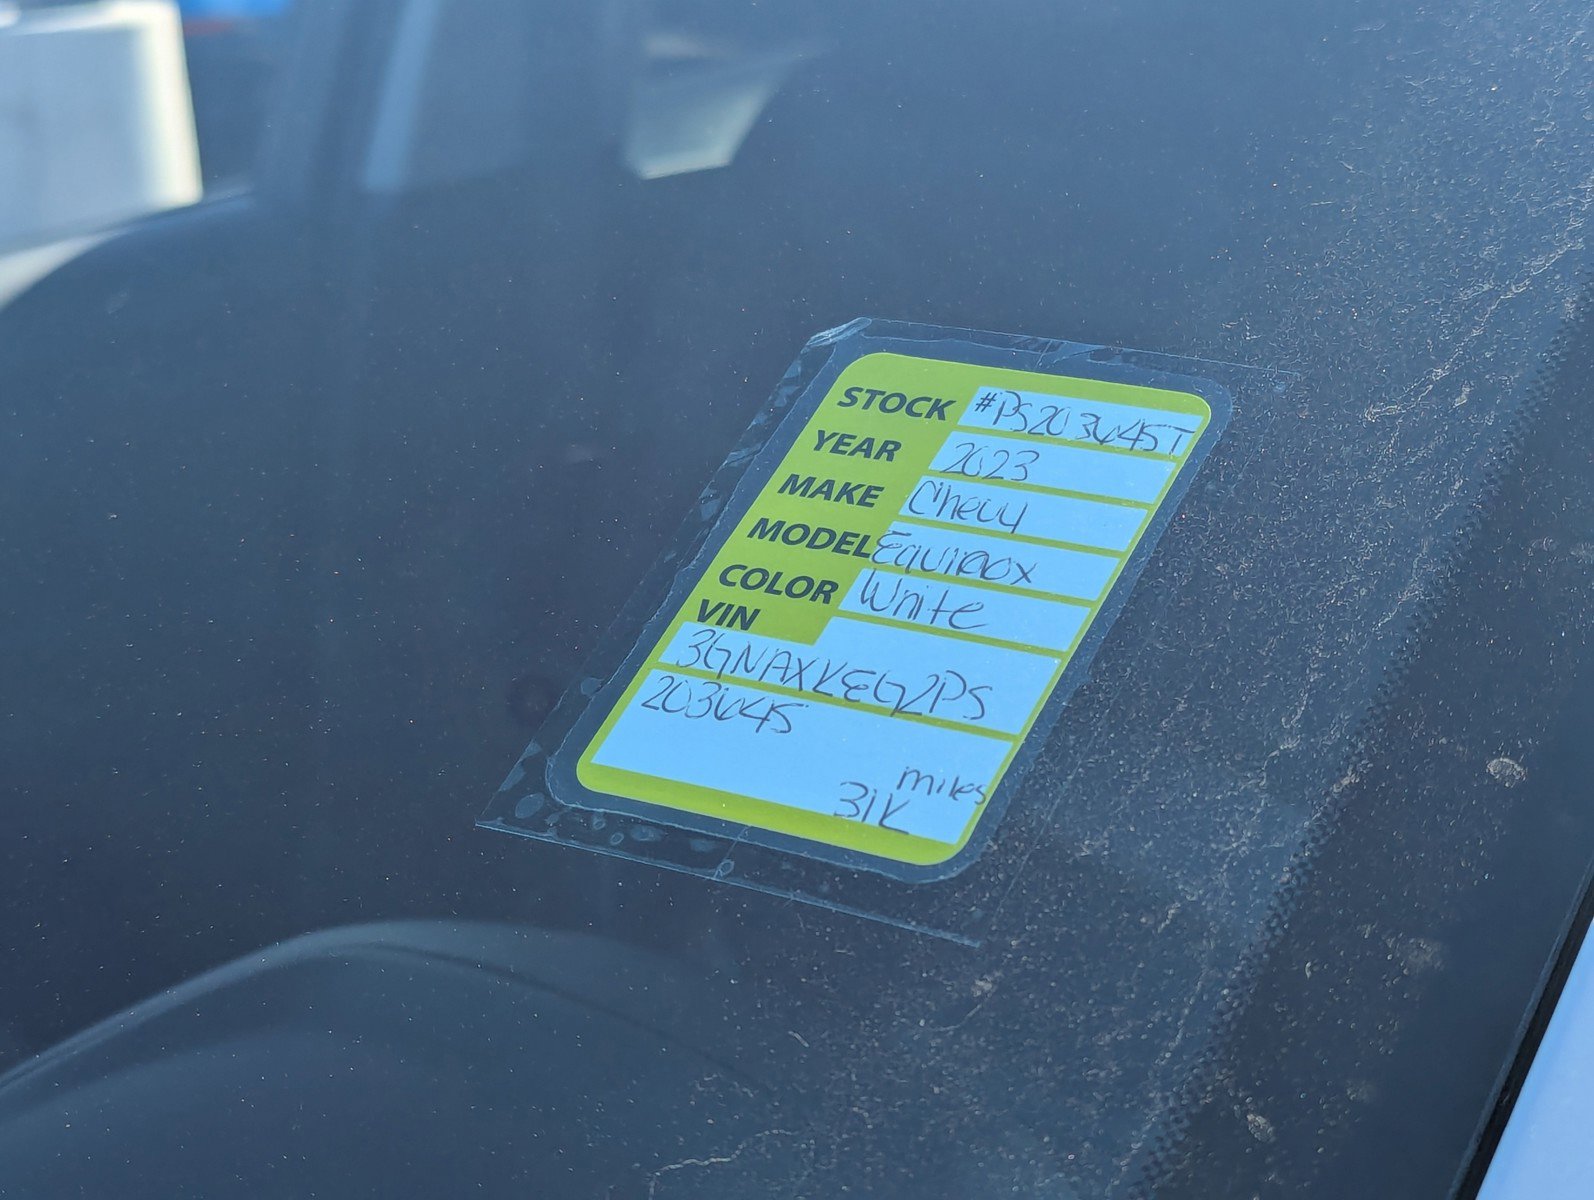 STOCK #PS203645T
YEAR 2023
MAKE Chevy
MODEL Equinox
COLOR White
VIN
3GNAXKEG2PS
203645
miles
31K